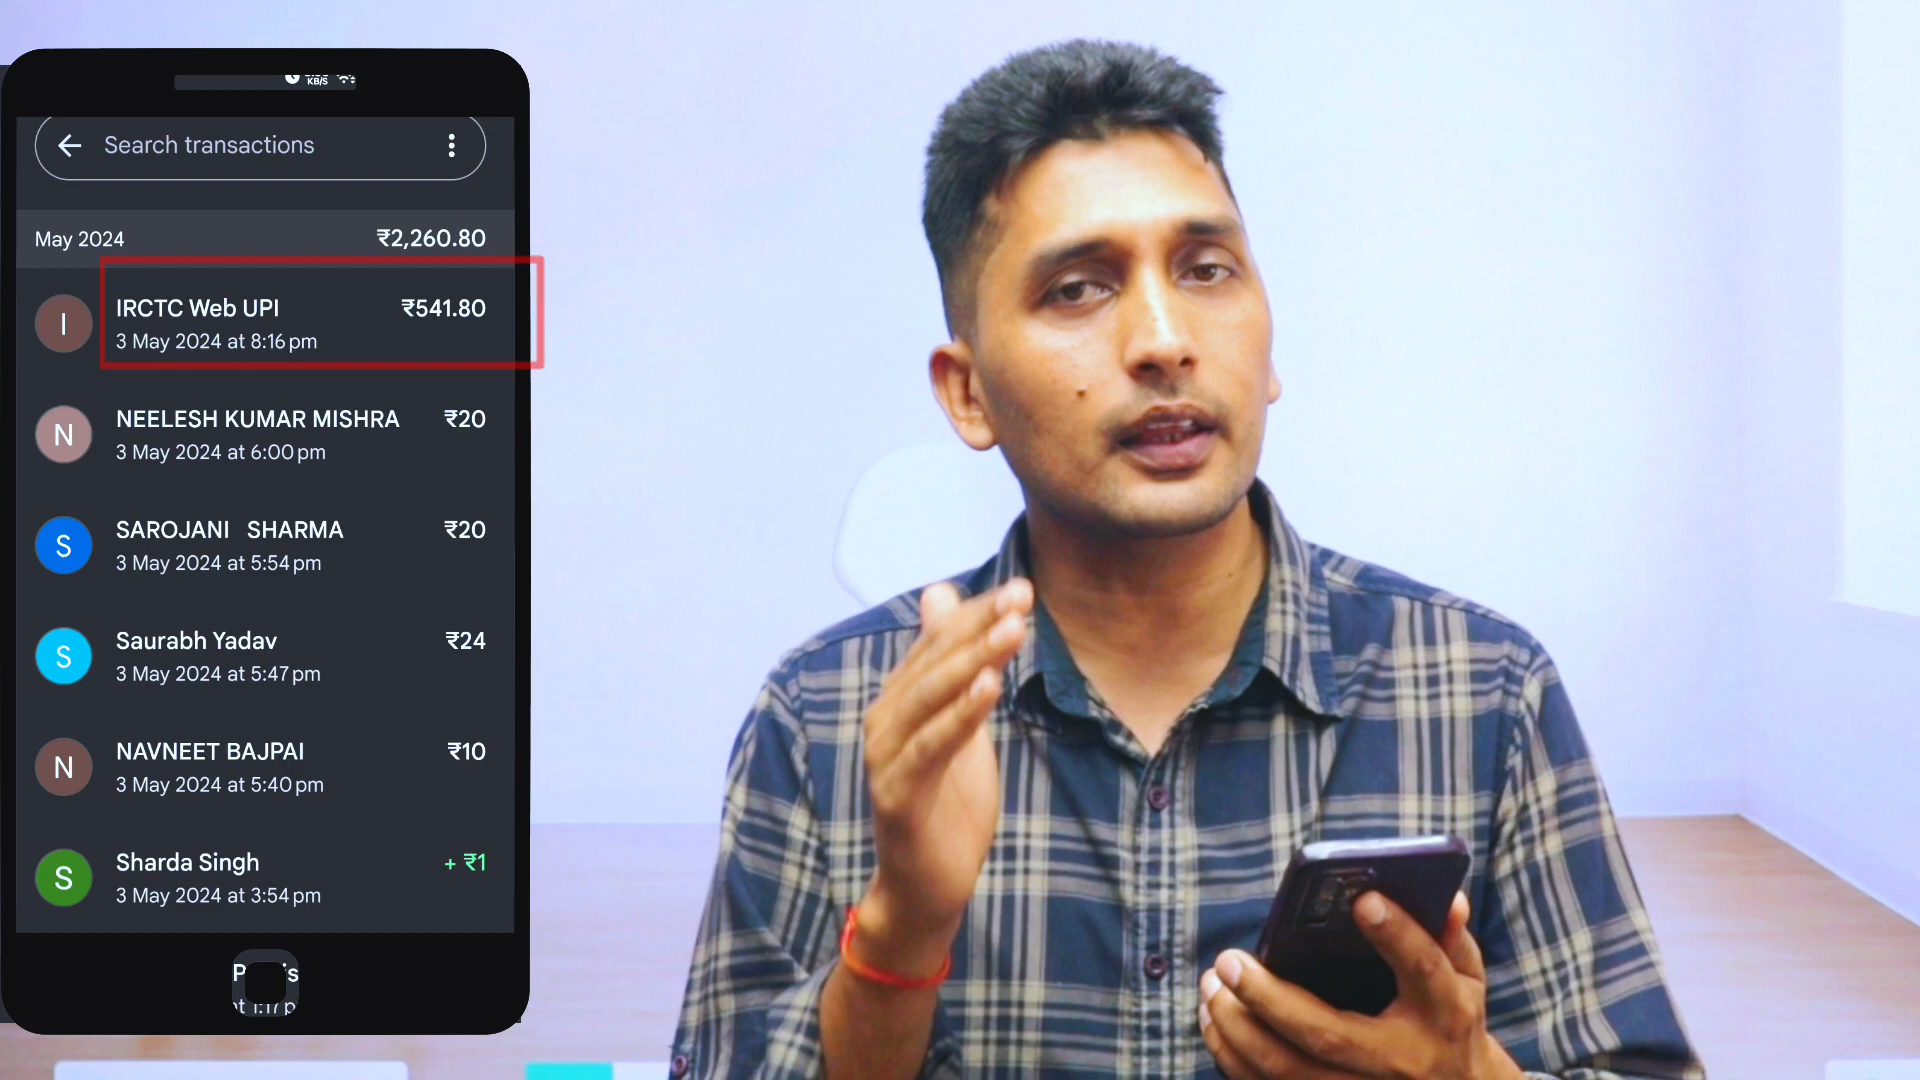 KB/S
Search transactions
May 2024 ₹2,260.80
I IRCTC Web UPI ₹541.80
3 May 2024 at 8:16 pm
N NEELESH KUMAR MISHRA ₹20
3 May 2024 at 6:00 pm
S SAROJANI SHARMA ₹20
3 May 2024 at 5:54 pm
S Saurabh Yadav ₹24
3 May 2024 at 5:47 pm
N NAVNEET BAJPAI ₹10
3 May 2024 at 5:40 pm
S Sharda Singh + ₹1
3 May 2024 at 3:54 pm